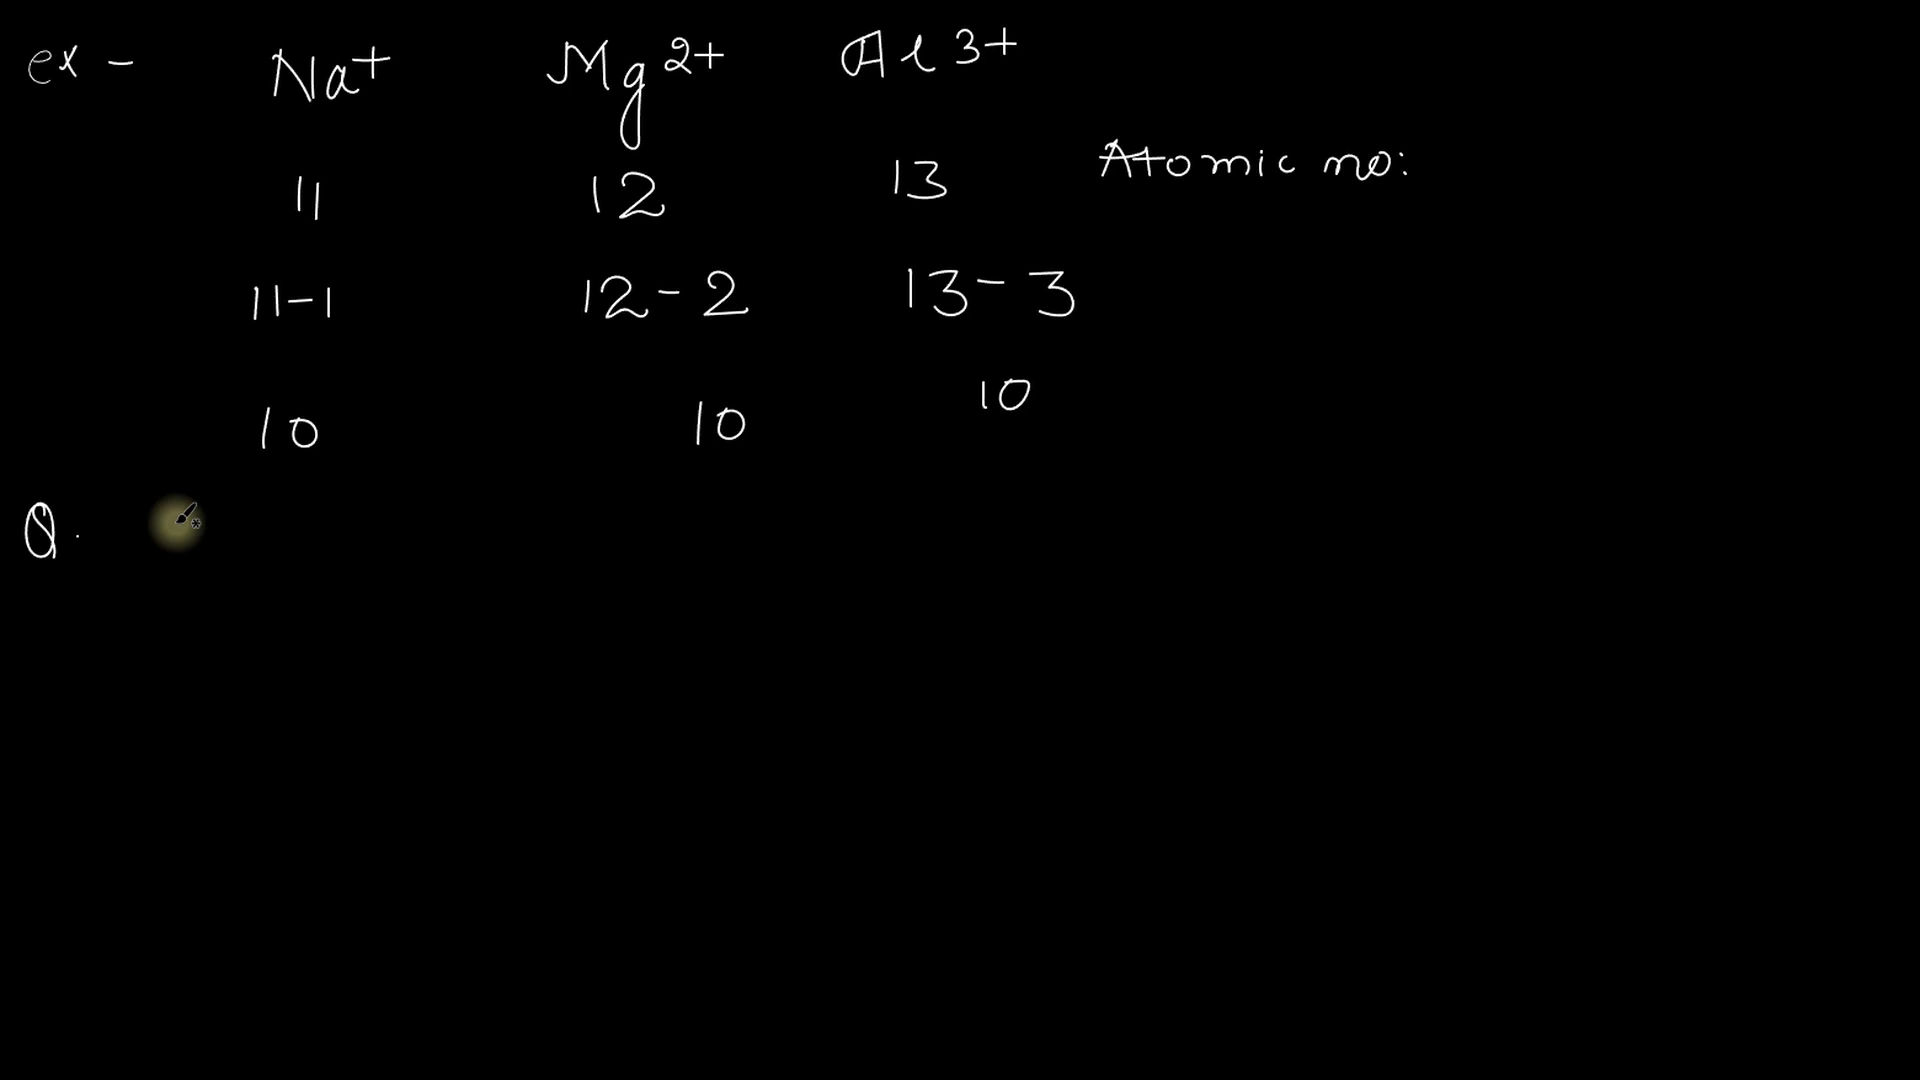 ex - Na+ Mg2+ Al3+
11 12 13 Atomic no:
11-1 12-2 13-3
10 10 10
Q.